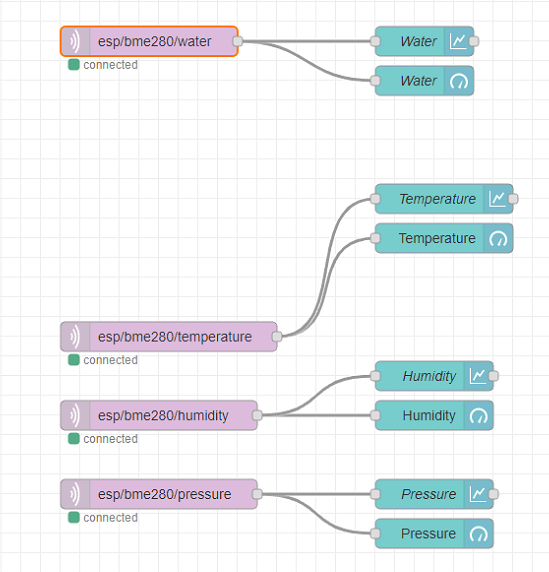 esp/bme280/water
connected
Water
Water
Temperature
Temperature
esp/bme280/temperature
connected
Humidity
esp/bme280/humidity
Humidity
connected
esp/bme280/pressure
Pressure
connected
Pressure